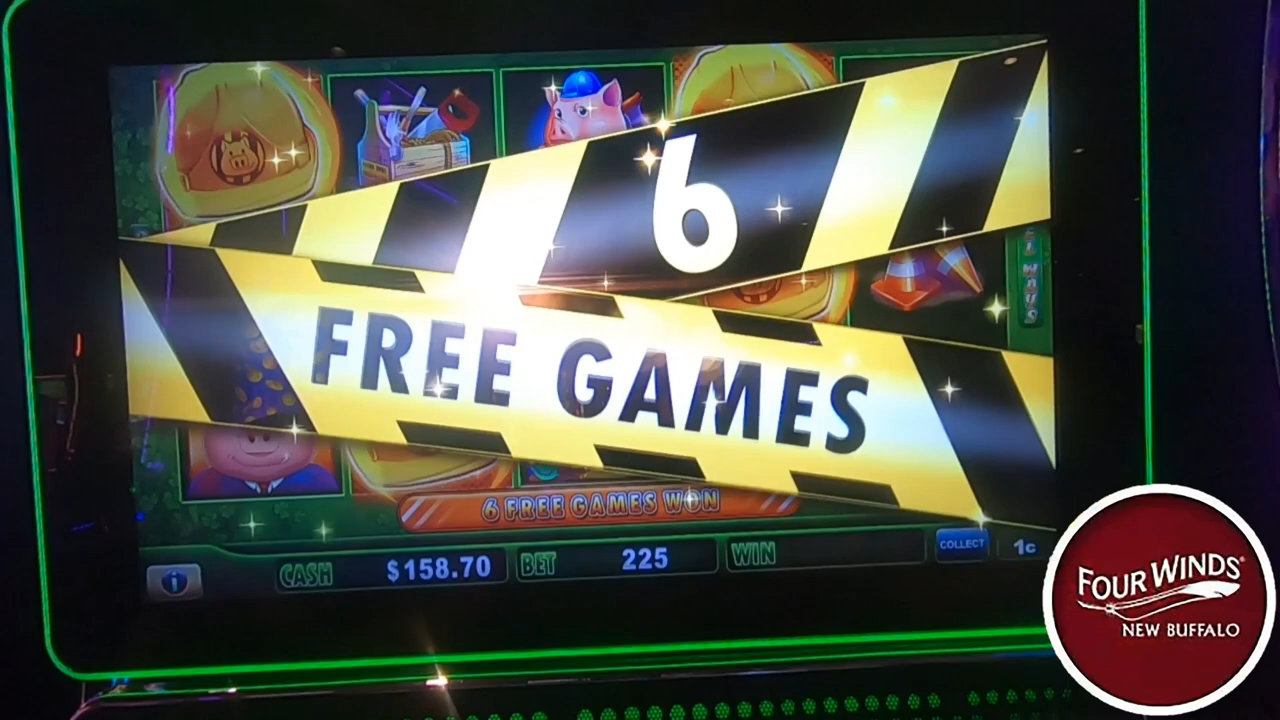 6
FREE GAMES
6 FREE GAMES WON
CASH $158.70 BET 225 WIN COLLECT 1c
FOUR WINDS®
NEW BUFFALO